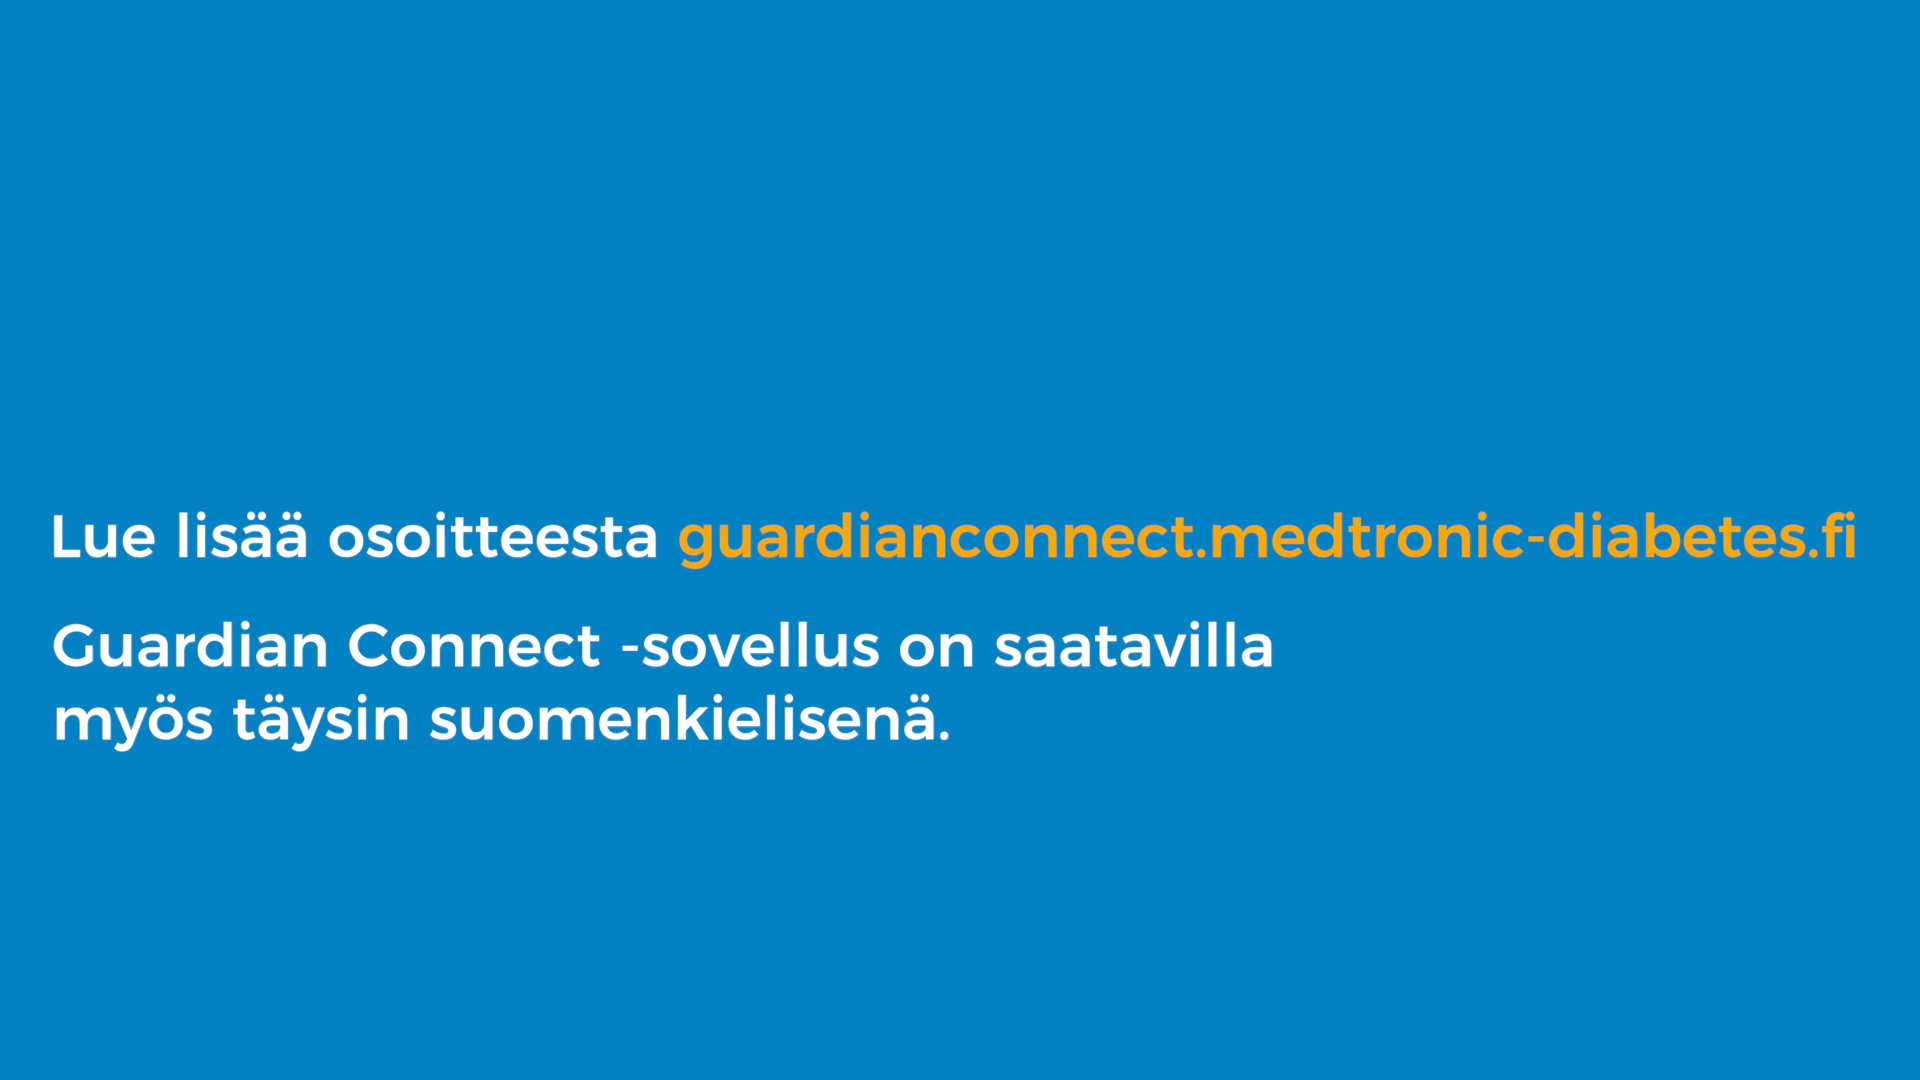 Lue lisää osoitteesta guardianconnect.medtronic-diabetes.fi
Guardian Connect -sovellus on saatavilla
myös täysin suomenkielisenä.